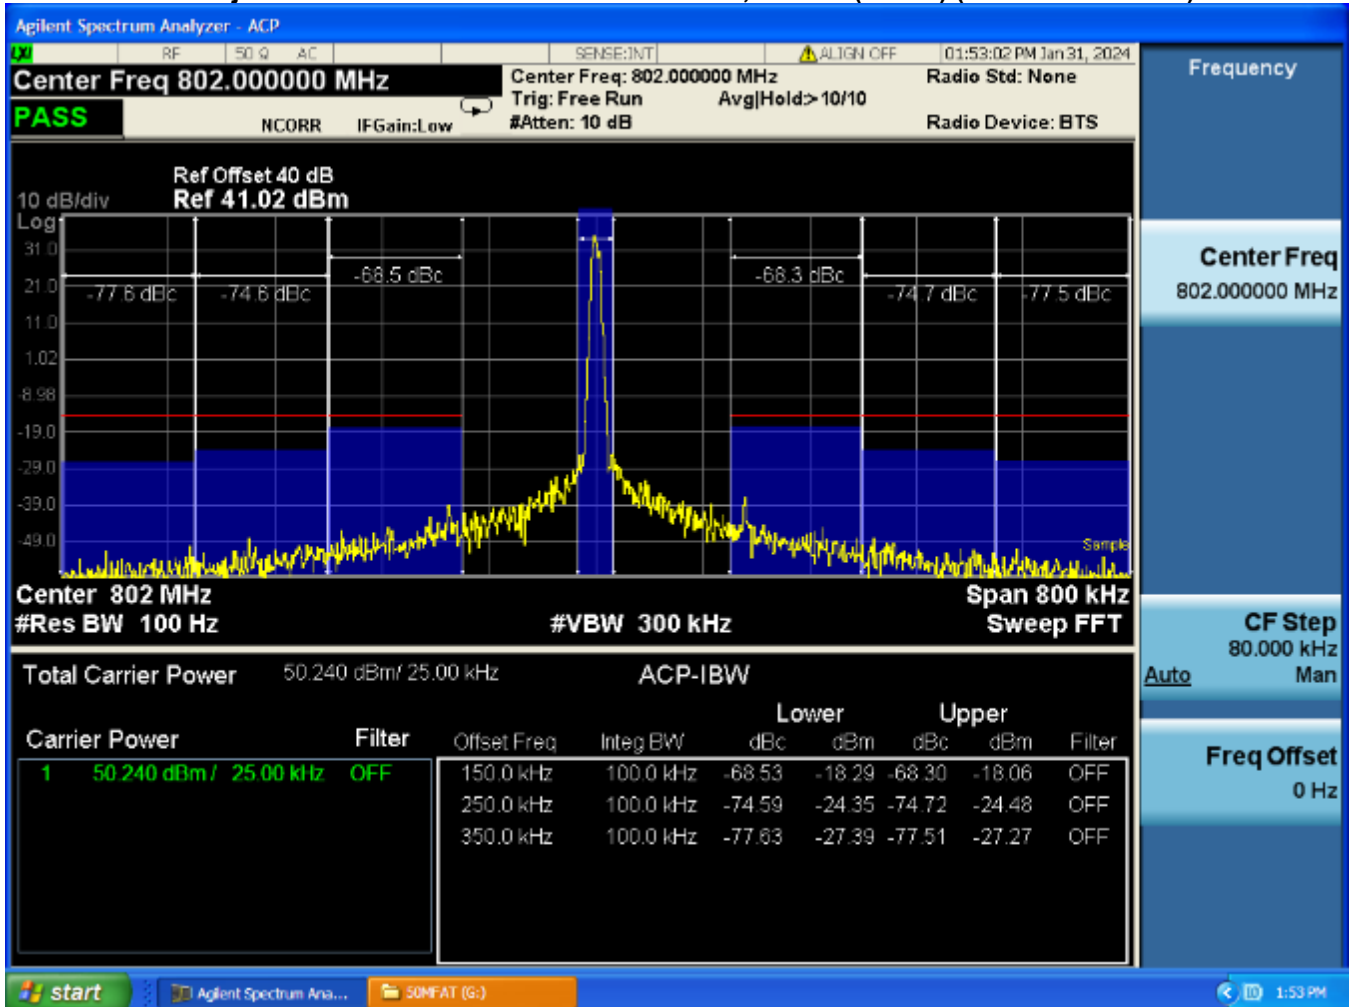 Agilent Spectrum Analyzer - ACP
LXI RF 50 Ω AC SENSE:INT ALIGN OFF 01:53:02 PM Jan 31, 2024
Center Freq 802.000000 MHz
Center Freq: 802.000000 MHz
Radio Std: None
Trig: Free Run Avg|Hold:> 10/10
PASS
NCORR IFGain:Low
#Atten: 10 dB
Radio Device: BTS
Ref Offset 40 dB
10 dB/div Ref 41.02 dBm
Log
31.0
21.0
11.0
1.02
-8.98
-19.0
-29.0
-39.0
-49.0
-77.6 dBc -74.6 dBc -68.5 dBc -68.3 dBc -74.7 dBc -77.5 dBc
Sample
Center 802 MHz Span 800 kHz
#Res BW 100 Hz #VBW 300 kHz Sweep FFT
Total Carrier Power 50.240 dBm/ 25.00 kHz ACP-IBW
Lower Upper
Carrier Power Filter Offset Freq Integ BW dBc dBm dBc dBm Filter
1 50.240 dBm / 25.00 kHz OFF 150.0 kHz 100.0 kHz -68.53 -18.29 -68.30 -18.06 OFF
250.0 kHz 100.0 kHz -74.59 -24.35 -74.72 -24.48 OFF
350.0 kHz 100.0 kHz -77.63 -27.39 -77.51 -27.27 OFF
Frequency
Center Freq
802.000000 MHz
CF Step
80.000 kHz
Auto Man
Freq Offset
0 Hz
start Agilent Spectrum Ana... 50MFAT (G:) 1:53 PM